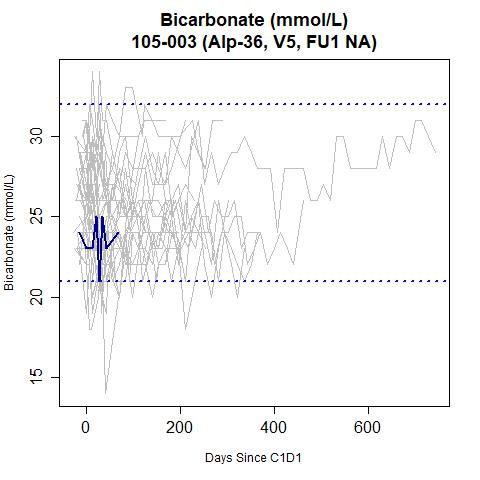 Bicarbonate (mmol/L)
105-003 (Alp-36, V5, FU1 NA)
Bicarbonate (mmol/L)
30
25
20
15
0
200
400
600
Days Since C1D1